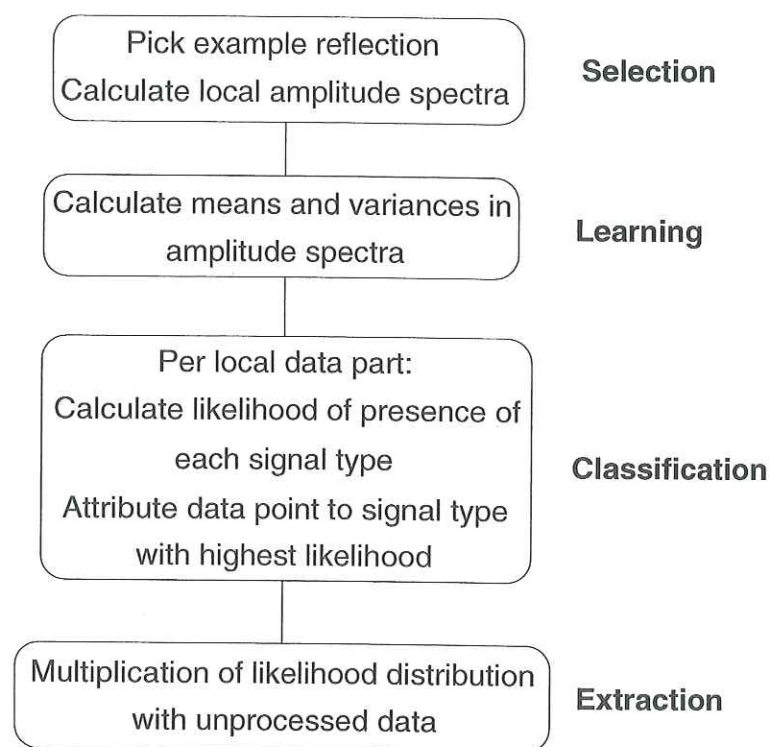 Pick example reflection
Calculate local amplitude spectra
Selection
Calculate means and variances in
amplitude spectra
Learning
Per local data part:
Calculate likelihood of presence of
each signal type
Attribute data point to signal type
with highest likelihood
Classification
Multiplication of likelihood distribution
with unprocessed data
Extraction